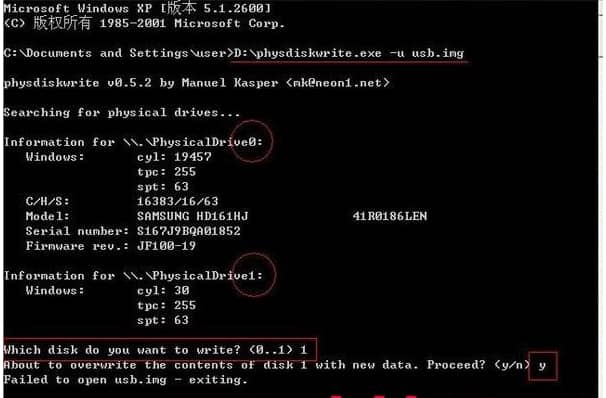 Microsoft Windows XP [版本 5.1.2600]
(C) 版权所有 1985-2001 Microsoft Corp.
C:\Documents and Settings\user>D:\physdiskwrite.exe -u usb.img
physdiskwrite v0.5.2 by Manuel Kasper <mk@neon1.net>
Searching for physical drives...
Information for \\.\PhysicalDrive0:
Windows: cyl: 19457
tpc: 255
spt: 63
C/H/S: 16383/16/63
Model: SAMSUNG HD161HJ 41R0186LEN
Serial number: S167J9BQA01852
Firmware rev.: JF100-19
Information for \\.\PhysicalDrive1:
Windows: cyl: 30
tpc: 255
spt: 63
Which disk do you want to write? (0..1) 1
About to overwrite the contents of disk 1 with new data. Proceed? (y/n) y
Failed to open usb.img - exiting.